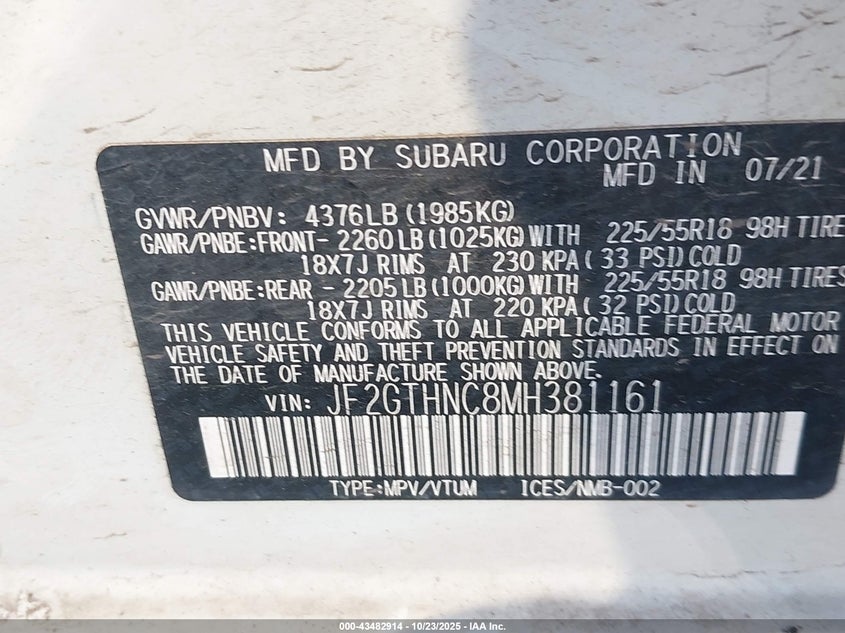 MFD BY SUBARU CORPORATION
MFD IN 07/21
GVWR/PNBV: 4376LB(1985KG)
GAWR/PNBE:FRONT- 2260LB(1025KG)WITH 225/55R18 98H TIRE
18X7J RIMS AT 230 KPA( 33 PSI)COLD
GAWR/PNBE:REAR - 2205LB(1000KG)WITH 225/55R18 98H TIRES
18X7J RIMS AT 220 KPA( 32 PSI)COLD
THIS VEHICLE CONFORMS TO ALL APPLICABLE FEDERAL MOTOR
VEHICLE SAFETY AND THEFT PREVENTION STANDARDS IN EFFECT ON
THE DATE OF MANUFACTURE SHOWN ABOVE.
VIN: JF2GTHNC8MH381161
TYPE:MPV/VTUM ICES/NMB-002
000-43482914 - 10/23/2025 - IAA Inc.